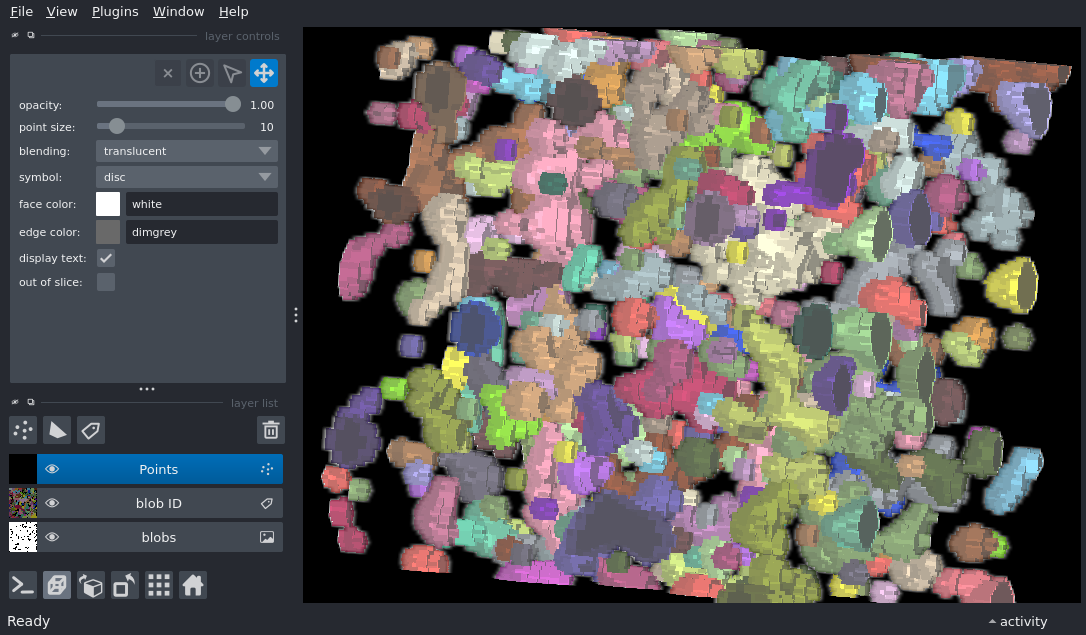 File View Plugins Window Help
layer controls
opacity: 1.00
point size: 10
blending: translucent
symbol: disc
face color: white
edge color: dimgrey
display text:
out of slice:
layer list
Points
blob ID
blobs
Ready
activity